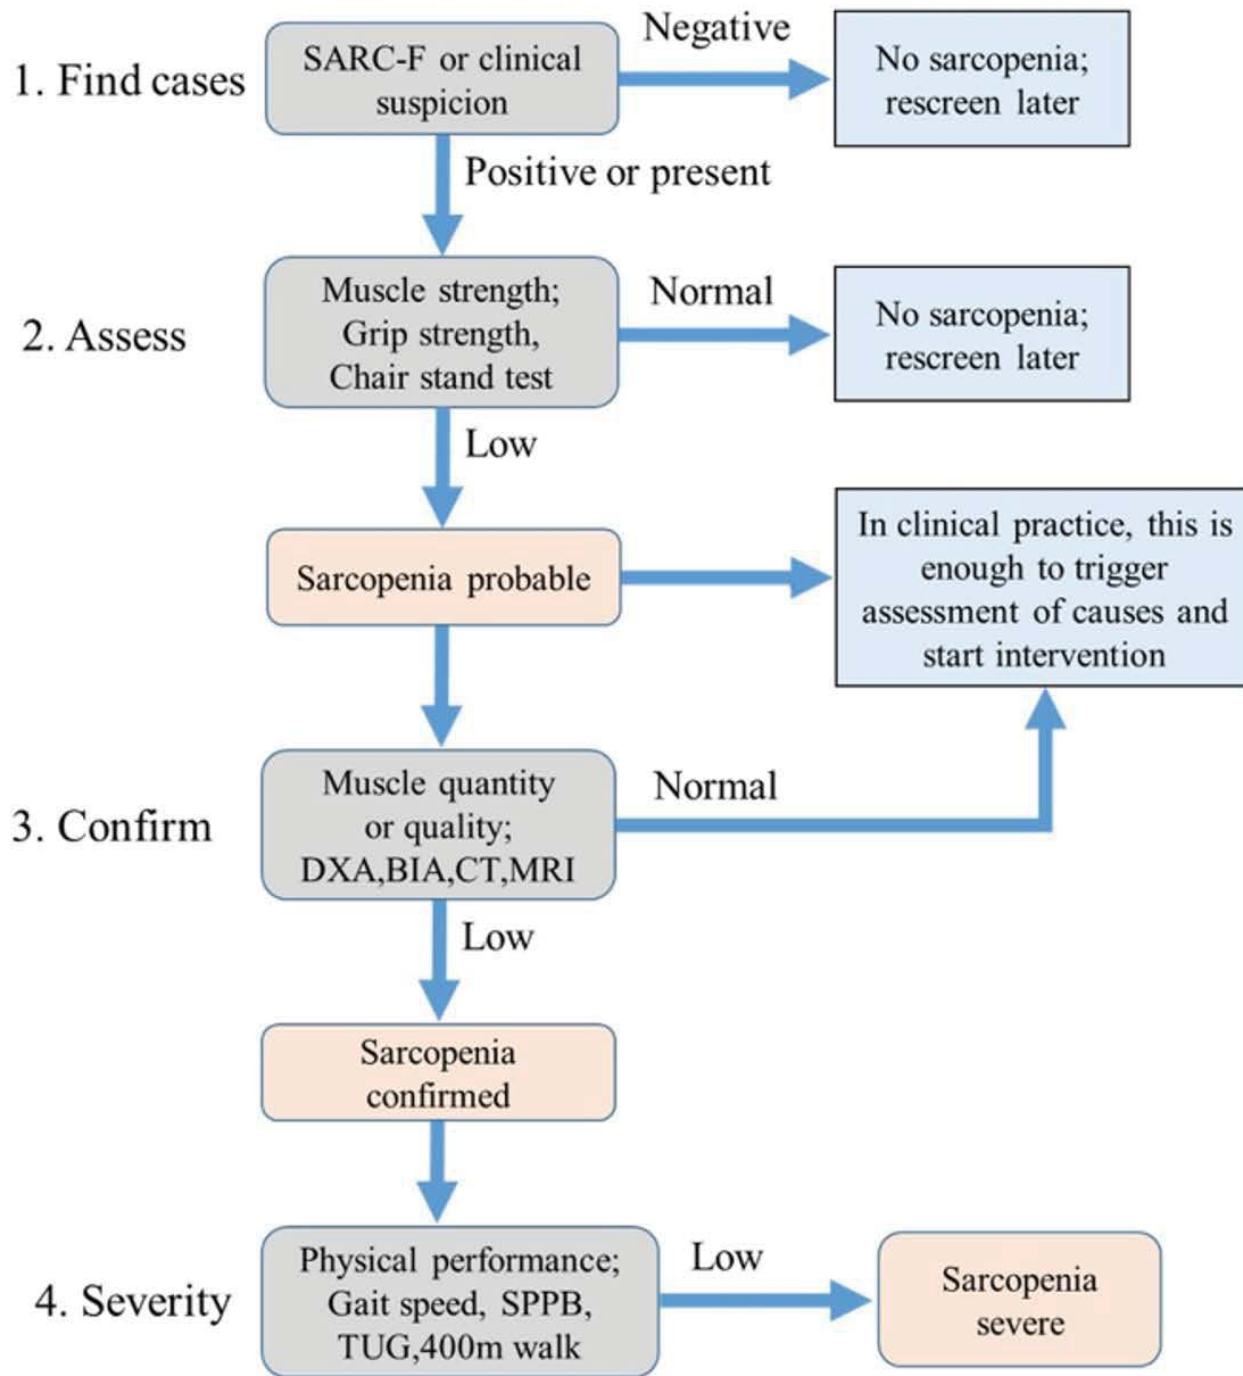 1. Find cases
SARC-F or clinical
suspicion
Negative
No sarcopenia;
rescreen later
Positive or present
2. Assess
Muscle strength;
Grip strength,
Chair stand test
Normal
No sarcopenia;
rescreen later
Low
Sarcopenia probable
In clinical practice, this is
enough to trigger
assessment of causes and
start intervention
3. Confirm
Muscle quantity
or quality;
DXA,BIA,CT,MRI
Normal
Low
Sarcopenia
confirmed
4. Severity
Physical performance;
Gait speed, SPPB,
TUG,400m walk
Low
Sarcopenia
severe